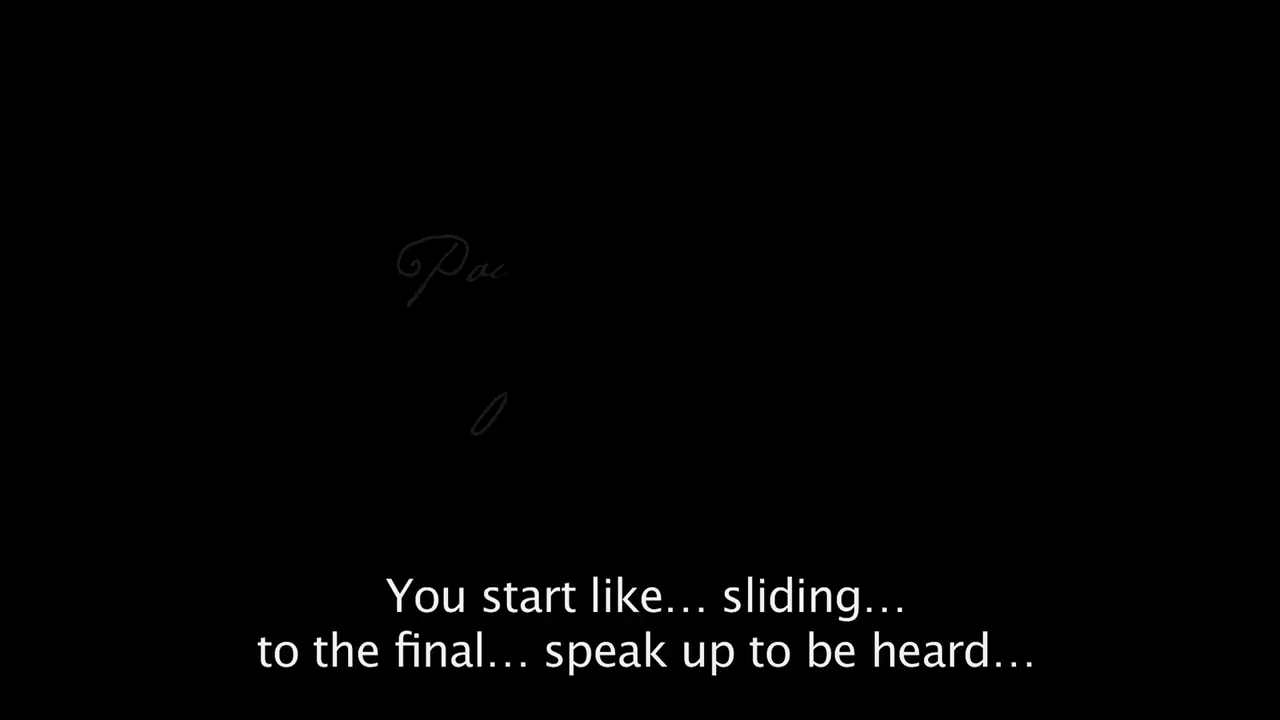 You start like… sliding…
to the final… speak up to be heard…